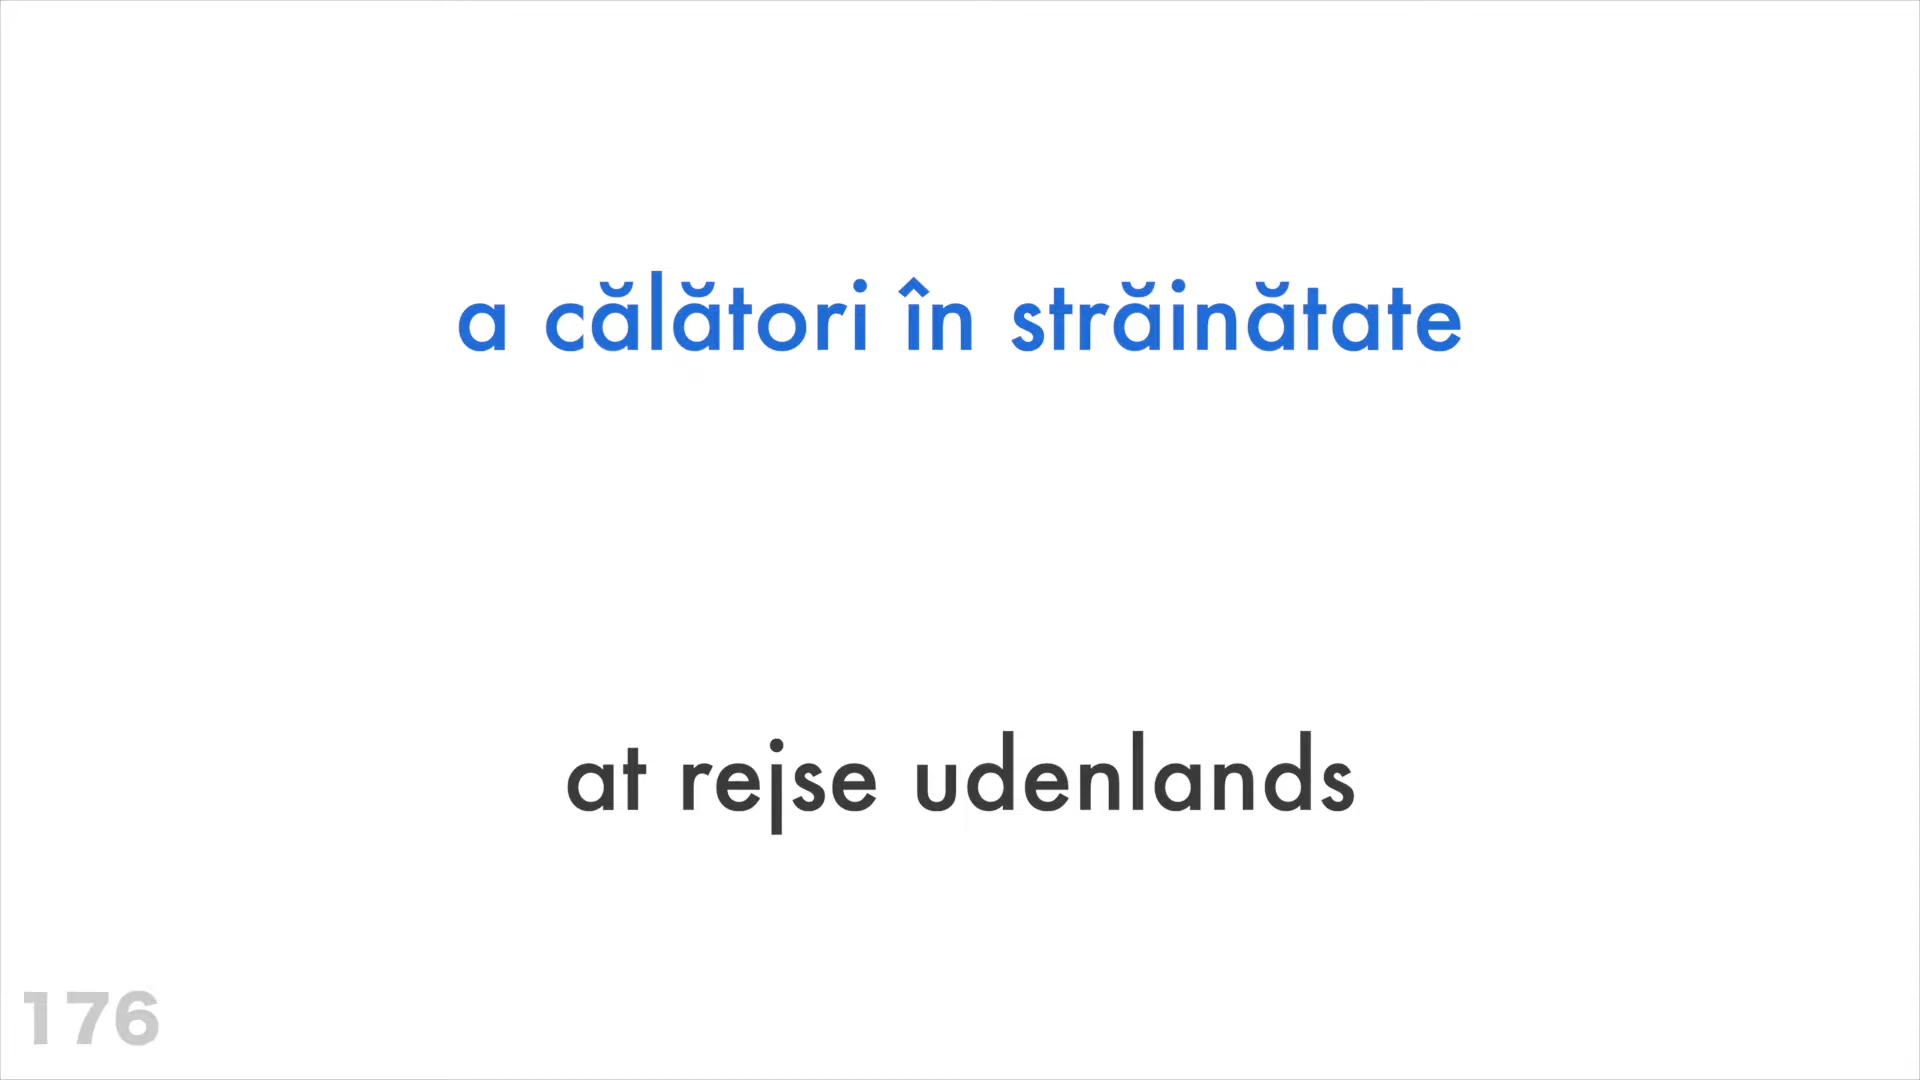 a călători în străinătate
at rejse udenlands
176